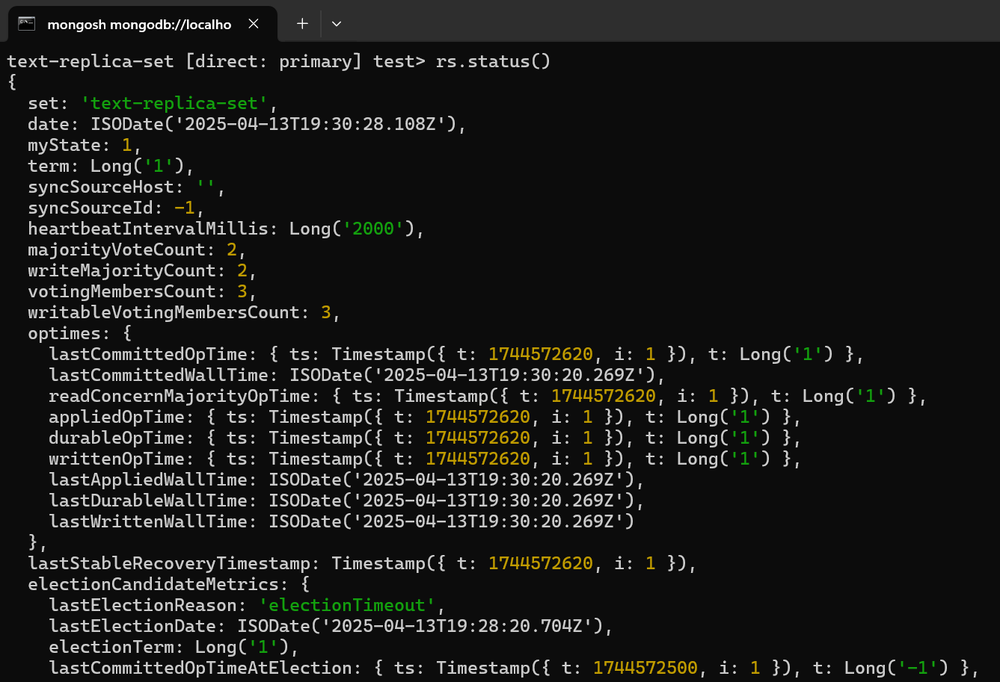 mongosh mongodb://localho
text-replica-set [direct: primary] test> rs.status()
{
  set: 'text-replica-set',
  date: ISODate('2025-04-13T19:30:28.108Z'),
  myState: 1,
  term: Long('1'),
  syncSourceHost: '',
  syncSourceId: -1,
  heartbeatIntervalMillis: Long('2000'),
  majorityVoteCount: 2,
  writeMajorityCount: 2,
  votingMembersCount: 3,
  writableVotingMembersCount: 3,
  optimes: {
    lastCommittedOpTime: { ts: Timestamp({ t: 1744572620, i: 1 }), t: Long('1') },
    lastCommittedWallTime: ISODate('2025-04-13T19:30:20.269Z'),
    readConcernMajorityOpTime: { ts: Timestamp({ t: 1744572620, i: 1 }), t: Long('1') },
    appliedOpTime: { ts: Timestamp({ t: 1744572620, i: 1 }), t: Long('1') },
    durableOpTime: { ts: Timestamp({ t: 1744572620, i: 1 }), t: Long('1') },
    writtenOpTime: { ts: Timestamp({ t: 1744572620, i: 1 }), t: Long('1') },
    lastAppliedWallTime: ISODate('2025-04-13T19:30:20.269Z'),
    lastDurableWallTime: ISODate('2025-04-13T19:30:20.269Z'),
    lastWrittenWallTime: ISODate('2025-04-13T19:30:20.269Z')
  },
  lastStableRecoveryTimestamp: Timestamp({ t: 1744572620, i: 1 }),
  electionCandidateMetrics: {
    lastElectionReason: 'electionTimeout',
    lastElectionDate: ISODate('2025-04-13T19:28:20.704Z'),
    electionTerm: Long('1'),
    lastCommittedOpTimeAtElection: { ts: Timestamp({ t: 1744572500, i: 1 }), t: Long('-1') },